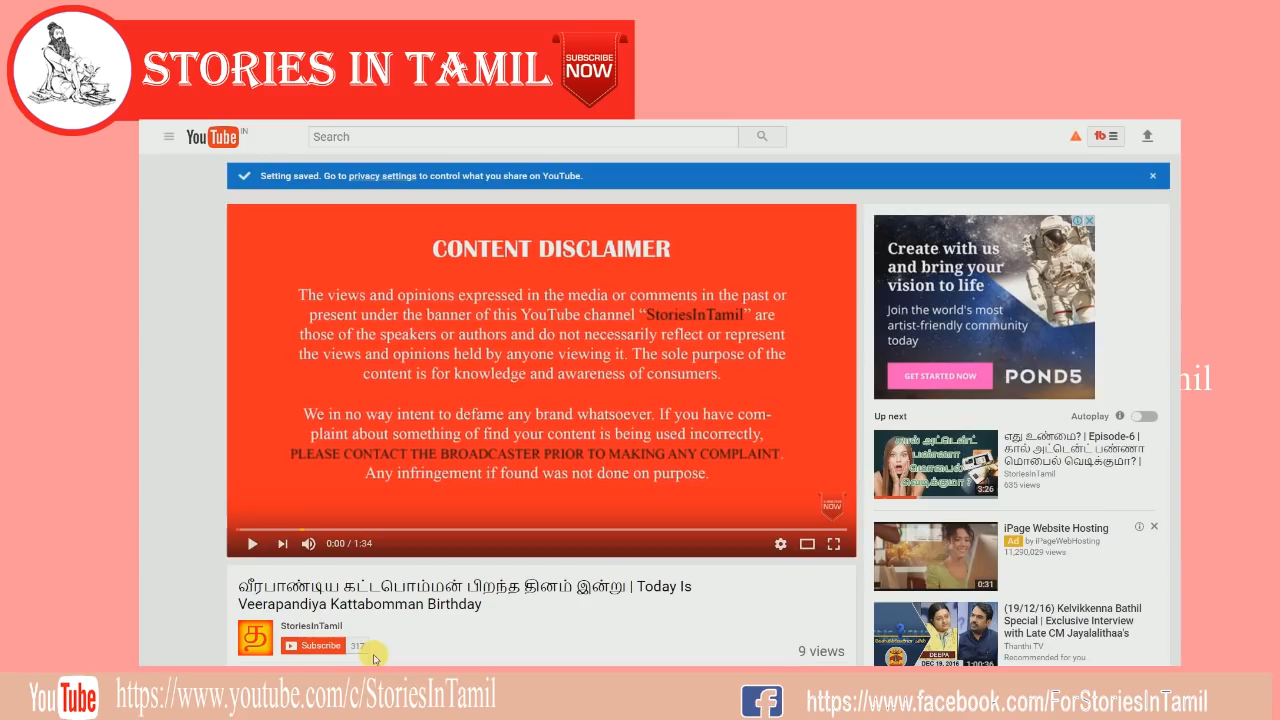 STORIES IN TAMIL
SUBSCRIBE
NOW
YouTube IN
Search
Setting saved. Go to privacy settings to control what you share on YouTube.
CONTENT DISCLAIMER
The views and opinions expressed in the media or comments in the past or
present under the banner of this YouTube channel “StoriesInTamil” are
those of the speakers or authors and do not necessarily reflect or represent
the views and opinions held by anyone viewing it. The sole purpose of the
content is for knowledge and awareness of consumers.
We in no way intent to defame any brand whatsoever. If you have com-
plaint about something of find your content is being used incorrectly,
PLEASE CONTACT THE BROADCASTER PRIOR TO MAKING ANY COMPLAINT.
Any infringement if found was not done on purpose.
NOW
0:00 / 1:34
வீரபாண்டிய கட்டபொம்மன் பிறந்த தினம் இன்று | Today Is
Veerapandiya Kattabomman Birthday
த
StoriesInTamil
Subscribe 317
9 views
Create with us
and bring your
vision to life
Join the world's most
artist-friendly community
today
GET STARTED NOW POND5
mil
Up next Autoplay
கால் அட்டென்ட்
பண்ணா
மொபைல்
வெடிக்குமா ?
3:26
எது உண்மை? | Episode-6 |
கால் அட்டென்ட் பண்ணா
மொபைல் வெடிக்குமா? |
StoriesInTamil
635 views
0:31
iPage Website Hosting
Ad by iPageWebHosting
11,290,029 views
DEEPA
DEC 19, 2016
1:00:36
(19/12/16) Kelvikkenna Bathil
Special | Exclusive Interview
with Late CM Jayalalithaa's
Thanthi TV
Recommended for you
YouTube https://www.youtube.com/c/StoriesInTamil
f https://www.facebook.com/ForStoriesInTamil